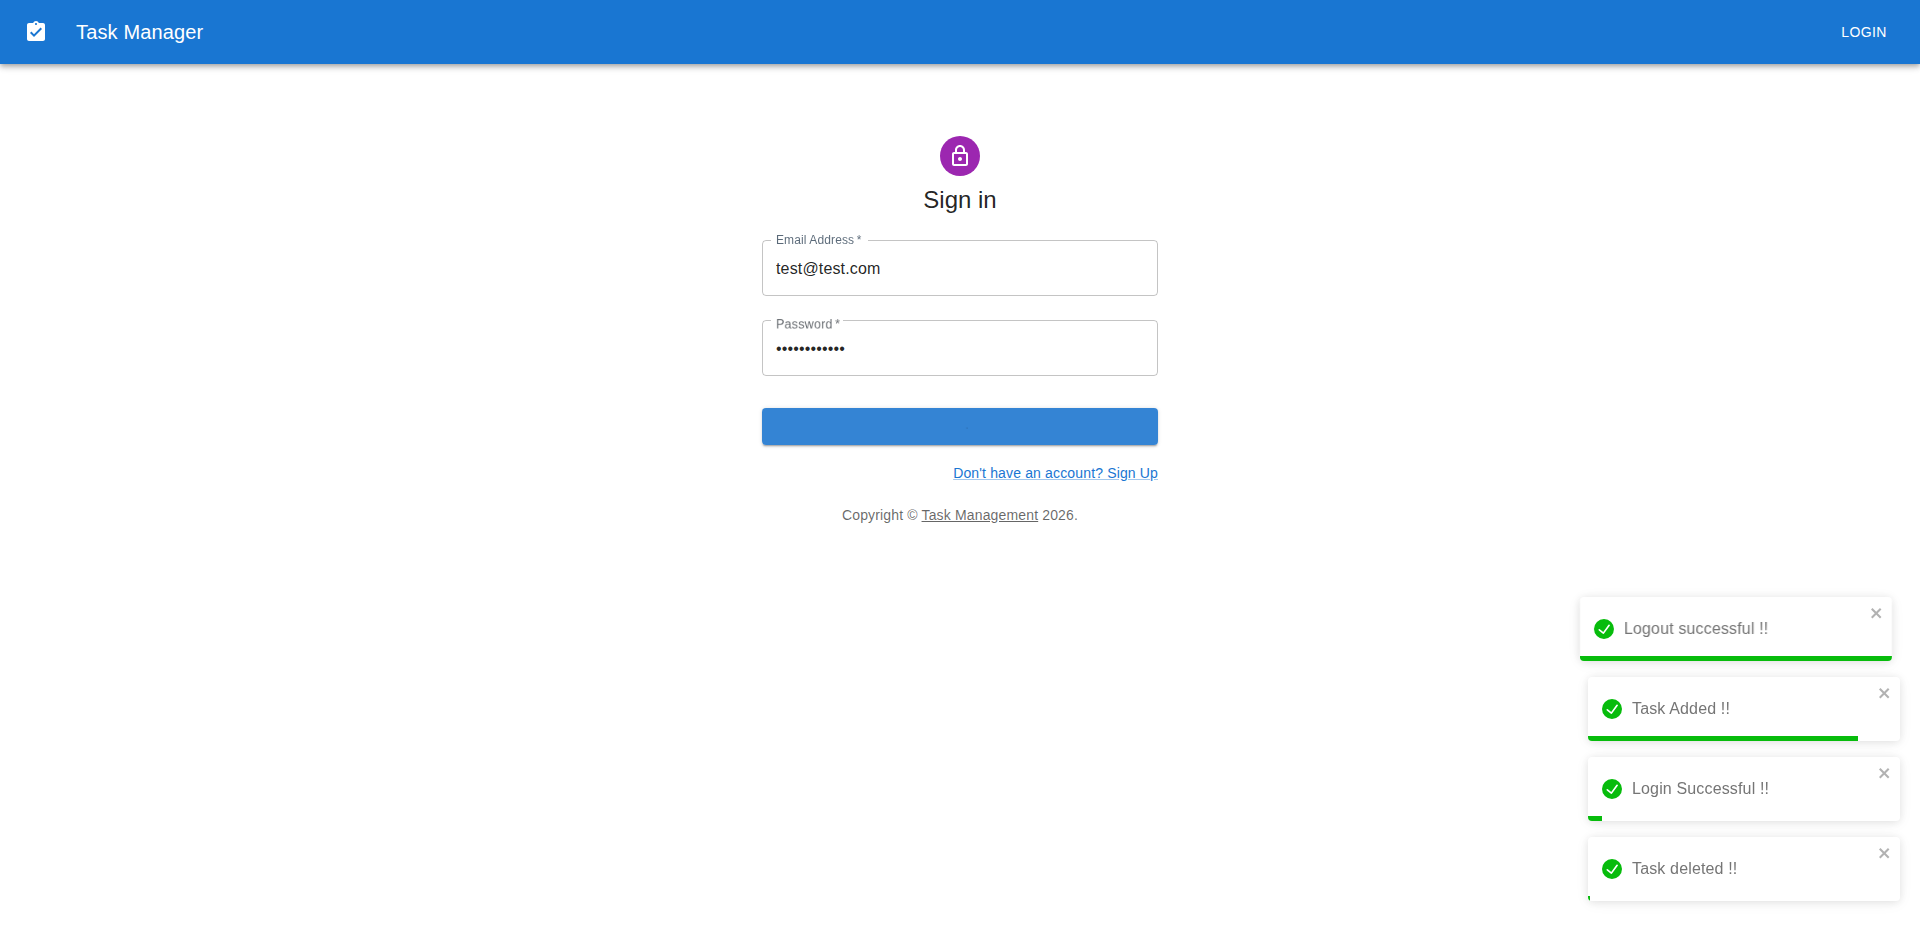 Task Manager
LOGIN
Sign in
Email Address *
test@test.com
Password *
••••••••••••
Don't have an account? Sign Up
Copyright © Task Management 2026.
Logout successful !!
Task Added !!
Login Successful !!
Task deleted !!